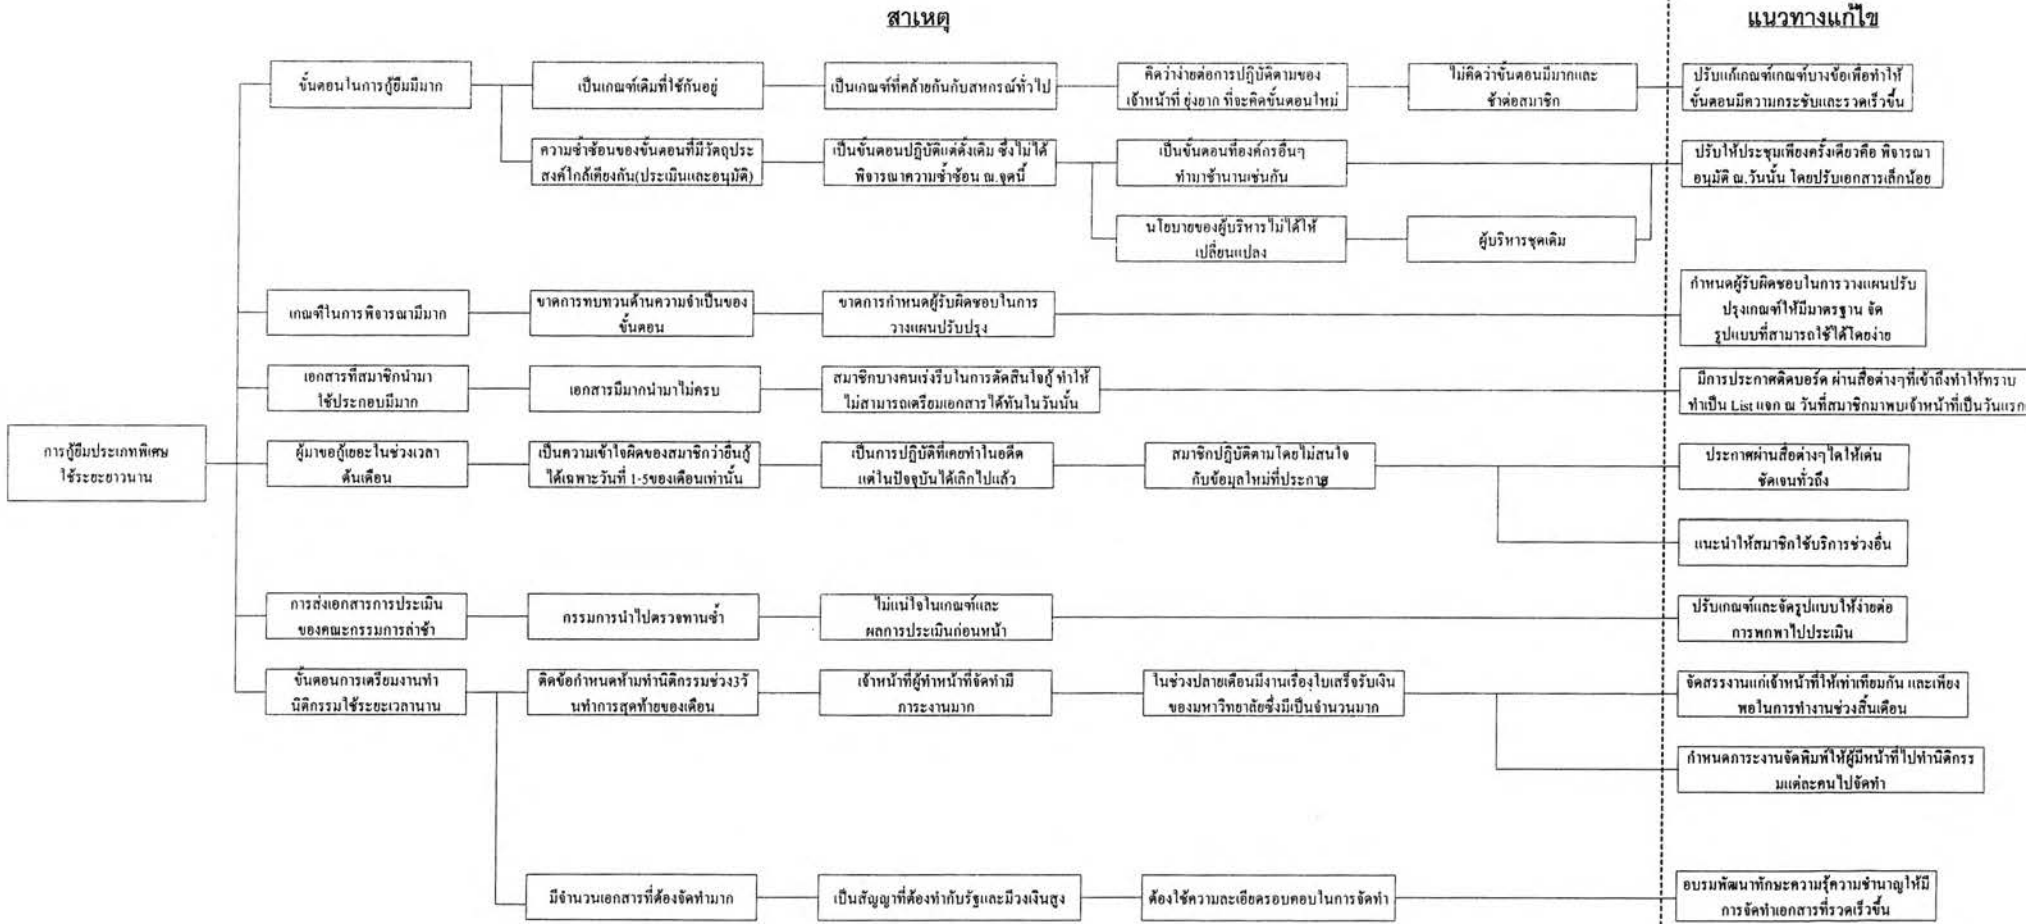 สาเหตุ
แนวทางแก้ไข
ขั้นตอนในการกู้ยืมมีมาก
เป็นเกณฑ์เดิมที่ใช้กันอยู่
เป็นเกณฑ์ที่คล้ายกันกับสหกรณ์ทั่วไป
คิดว่าง่ายต่อการปฏิบัติตามของ
เจ้าหน้าที่ ยุ่งยาก ที่จะคิดขั้นตอนใหม่
ไม่คิดว่าขั้นตอนมีมากและ
ช้าต่อสมาชิก
ปรับแก้เกณฑ์เกณฑ์บางข้อเพื่อทำให้
ขั้นตอนมีความกระชับและรวดเร็วขึ้น
ความซ้ำซ้อนของขั้นตอนที่มีวัตถุประ
สงค์ใกล้เคียงกัน(ประเมินและอนุมัติ)
เป็นขั้นตอนปฏิบัติแต่ดั้งเดิม ซึ่งไม่ได้
พิจารณาความซ้ำซ้อน ณ.จุดนี้
เป็นขั้นตอนที่องค์กรอื่นๆ
ทำมาช้านานเช่นกัน
ปรับให้ประชุมเพียงครั้งเดียวคือ พิจารณา
อนุมัติ ณ.วันนั้น โดยปรับเอกสารเล็กน้อย
นโยบายของผู้บริหารไม่ได้ให้
เปลี่ยนแปลง
ผู้บริหารชุดเดิม
เกณฑ์ในการพิจารณามีมาก
ขาดการทบทวนด้านความจำเป็นของ
ขั้นตอน
ขาดการกำหนดผู้รับผิดชอบในการ
วางแผนปรับปรุง
กำหนดผู้รับผิดชอบในการวางแผนปรับ
ปรุงเกณฑ์ให้มีมาตรฐาน จัด
รูปแบบที่สามารถใช้ได้โดยง่าย
เอกสารที่สมาชิกนำมา
ใช้ประกอบมีมาก
เอกสารมีมากนำมาไม่ครบ
สมาชิกบางคนเร่งรีบในการตัดสินใจกู้ ทำให้
ไม่สามารถเตรียมเอกสารได้ทันในวันนั้น
มีการประกาศติดบอร์ด ผ่านสื่อต่างๆที่เข้าถึงทำให้ทราบ
ทำเป็น List แจก ณ วันที่สมาชิกมาพบเจ้าหน้าที่เป็นวันแรก
การกู้ยืมประเภทพิเศษ
ใช้ระยะยาวนาน
ผู้มาขอกู้เยอะในช่วงเวลา
ต้นเดือน
เป็นความเข้าใจผิดของสมาชิกว่ายื่นกู้
ได้เฉพาะวันที่ 1-5ของเดือนเท่านั้น
เป็นการปฏิบัติที่เคยทำในอดีต
แต่ในปัจจุบันได้เลิกไปแล้ว
สมาชิกปฏิบัติตามโดยไม่สนใจ
กับข้อมูลใหม่ที่ประกาศ
ประกาศผ่านสื่อต่างๆใดให้เด่น
ชัดเจนทั่วถึง
แนะนำให้สมาชิกใช้บริการช่วงอื่น
การส่งเอกสารการประเมิน
ของคณะกรรมการล่าช้า
กรรมการนำไปตรวจทานซ้ำ
ไม่แน่ใจในเกณฑ์และ
ผลการประเมินก่อนหน้า
ปรับเกณฑ์และจัดรูปแบบให้ง่ายต่อ
การพกพาไปประเมิน
ขั้นตอนการเตรียมงานทำ
นิติกรรมใช้ระยะเวลานาน
ติดข้อกำหนดห้ามทำนิติกรรมช่วง3วั
นทำการสุดท้ายของเดือน
เจ้าหน้าที่ผู้ทำหน้าที่จัดทำมี
ภาระงานมาก
ในช่วงปลายเดือนมีงานเรื่องใบเสร็จรับเงิน
ของมหาวิทยาลัยซึ่งมีเป็นจำนวนมาก
จัดสรรงานแก่เจ้าหน้าที่ให้เท่าเทียมกัน และเพียง
พอในการทำงานช่วงสิ้นเดือน
กำหนดภาระงานจัดพิมพ์ให้ผู้มีหน้าที่ไปทำนิติกรร
มแต่ละคนไปจัดทำ
มีจำนวนเอกสารที่ต้องจัดทำมาก
เป็นสัญญาที่ต้องทำกับรัฐและมีวงเงินสูง
ต้องใช้ความละเอียดรอบคอบในการจัดทำ
อบรมพัฒนาทักษะความรู้ความชำนาญให้มี
การจัดทำเอกสารที่รวดเร็วขึ้น